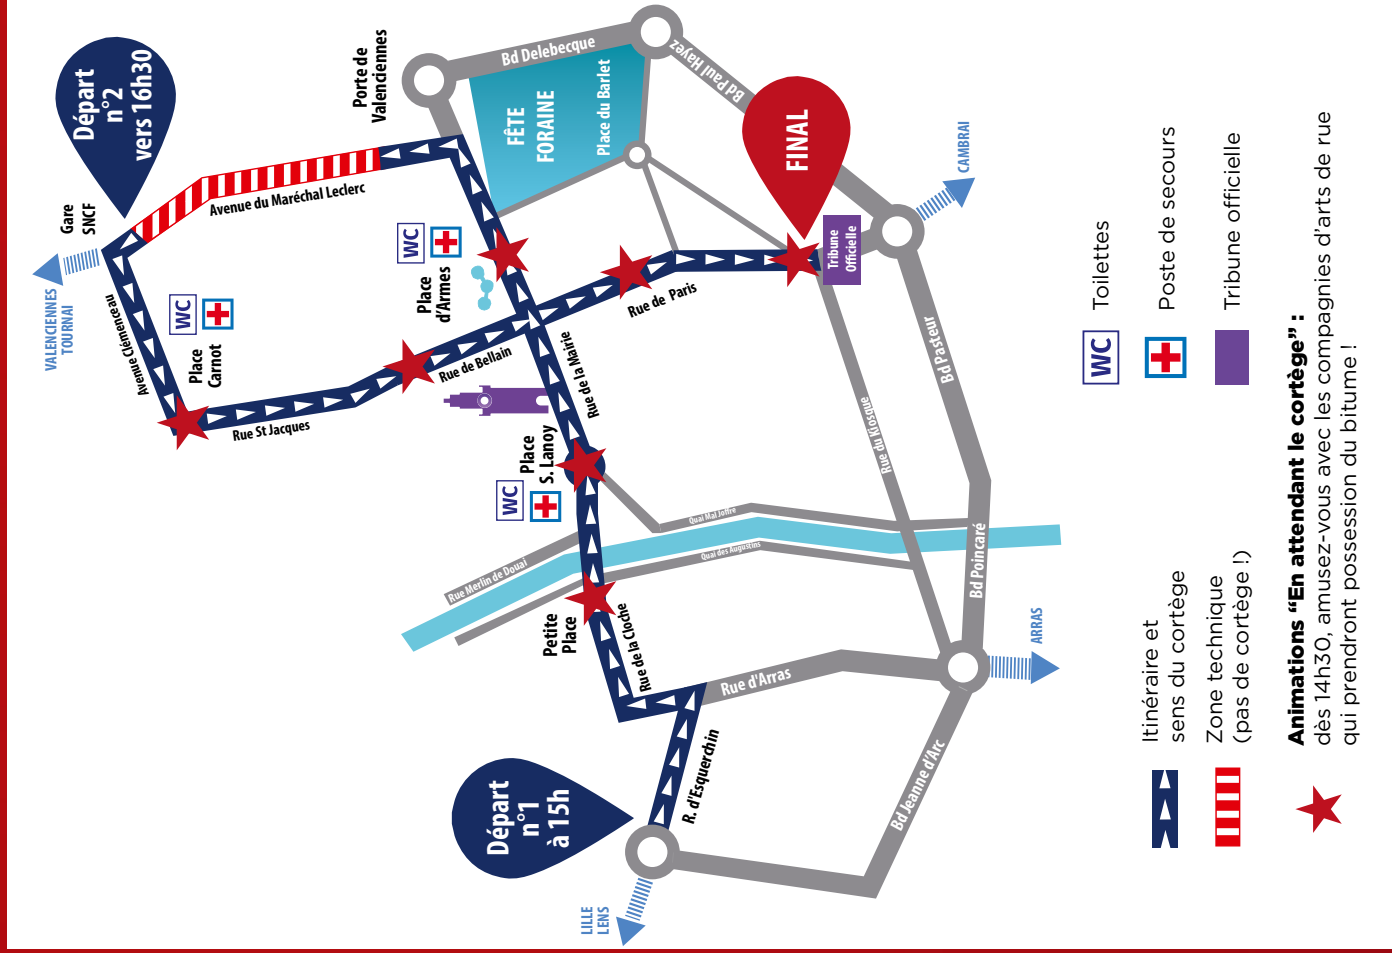 Départ
n°2
vers 16h30
Porte de
Valenciennes
Bd Delebecque
Bd Paul Hayez
FÊTE
FORAINE
Place du Barlet
FINAL
CAMBRAI
Gare
SNCF
Avenue du Maréchal Leclerc
VALENCIENNES
TOURNAI
Avenue Clémenceau
WC
Place
Carnot
Rue St Jacques
WC
Place
d'Armes
Rue de Bellain
Rue de Paris
Tribune
Officielle
Rue de la Mairie
Bd Pasteur
Rue du Kiosque
Place
S. Lanoy
WC
Quai Mal Joffre
Quai des Augustins
Rue Merlin de Douai
Petite
Place
Rue de la Cloche
Bd Poincaré
ARRAS
Rue d'Arras
Départ
n°1
à 15h
R. d'Esquerchin
Bd Jeanne d'Arc
LILLE
LENS
Itinéraire et
sens du cortège
Zone technique
(pas de cortège !)
WC
Toilettes
Poste de secours
Tribune officielle
Animations “En attendant le cortège” :
dès 14h30, amusez-vous avec les compagnies d'arts de rue
qui prendront possession du bitume !